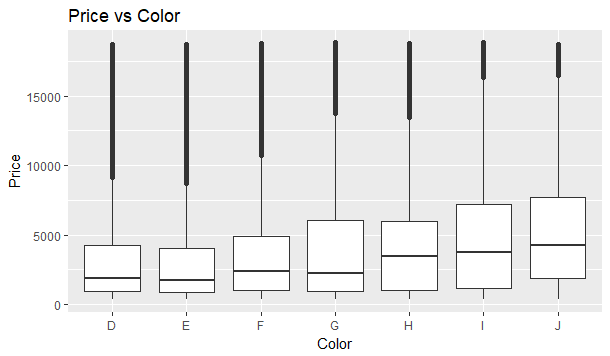 Price vs Color
Price
15000
10000
5000
0
D E F G H I J
Color